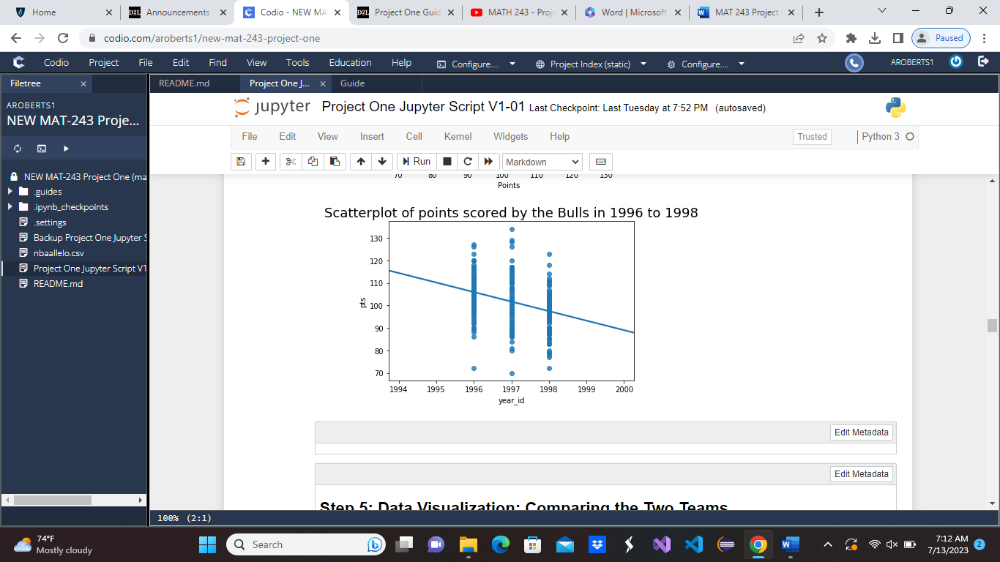 Home
Announcements
Codio - NEW MA
Project One Guid
MATH 243 - Proje
Word | Microsoft
MAT 243 Project
codio.com/aroberts1/new-mat-243-project-one
Paused
Codio Project File Edit Find View Tools Education Help Configure.... Project Index (static) Configure.... AROBERTS1
Filetree
README.md
Project One J...
Guide
AROBERTS1
NEW MAT-243 Proje...
NEW MAT-243 Project One (ma
.guides
.ipynb_checkpoints
.settings
Backup Project One Jupyter S
nbaallelo.csv
Project One Jupyter Script V1
README.md
jupyter Project One Jupyter Script V1-01 Last Checkpoint: Last Tuesday at 7:52 PM (autosaved)
File Edit View Insert Cell Kernel Widgets Help Trusted Python 3
Run Markdown
70 80 90 100 110 120 130
Points
Scatterplot of points scored by the Bulls in 1996 to 1998
130
120
110
100
90
80
70
pts
1994 1995 1996 1997 1998 1999 2000
year_id
Edit Metadata
Edit Metadata
Step 5: Data Visualization: Comparing the Two Teams
100% (2:1)
74°F
Mostly cloudy
Search
7:12 AM
7/13/2023
2